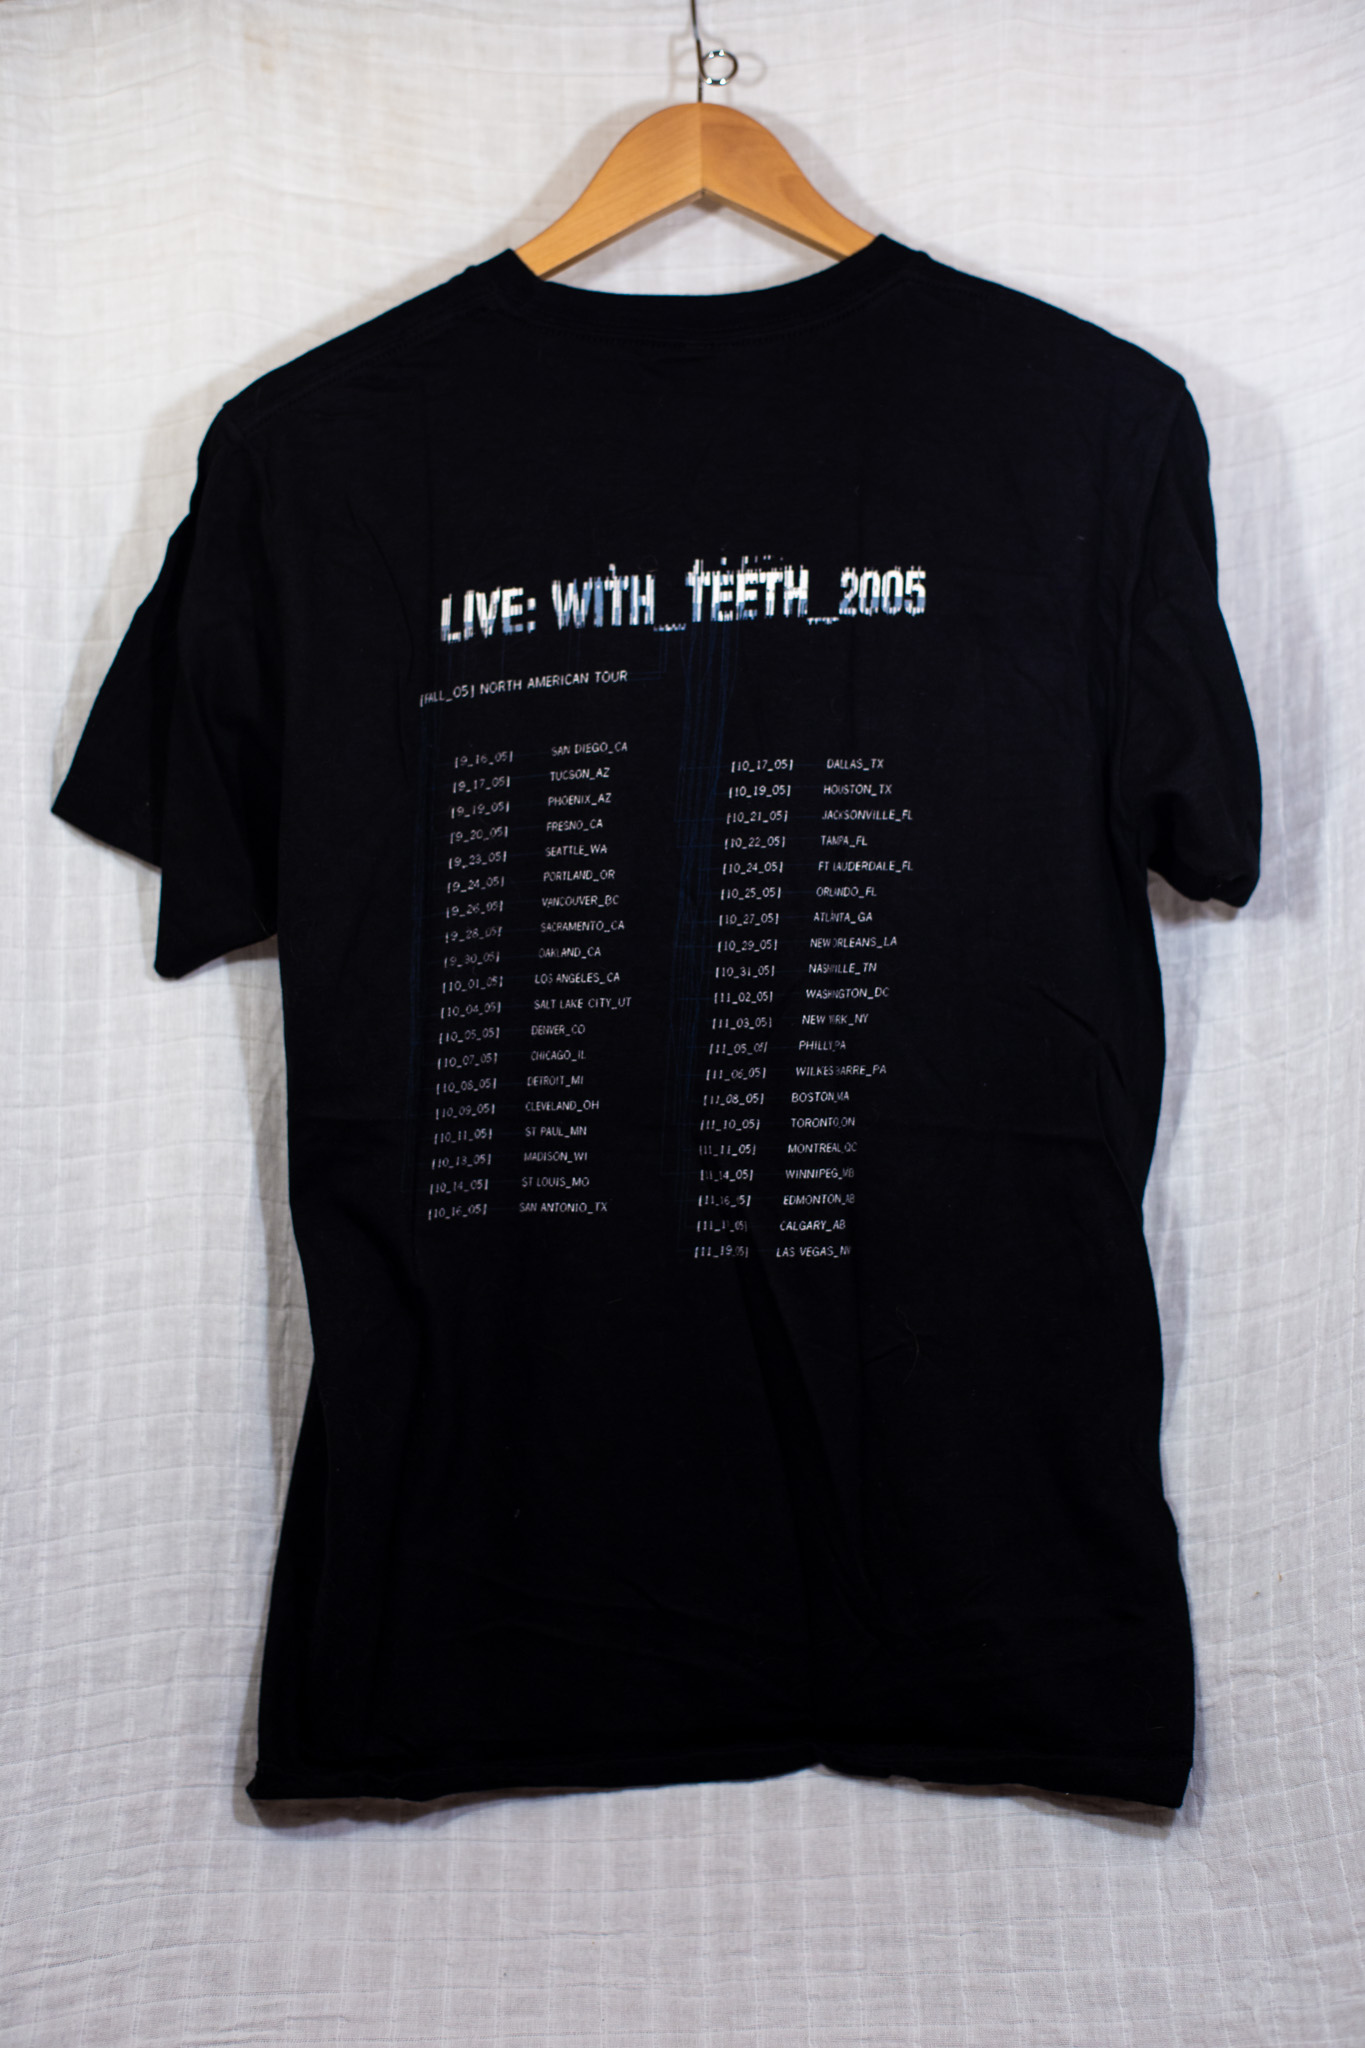 LIVE: WITH_TEETH_2005
[FALL_05] NORTH AMERICAN TOUR
[9_16_05] SAN DIEGO_CA
[9_17_05] TUCSON_AZ
[9_19_05] PHOENIX_AZ
[9_20_05] FRESNO_CA
[9_23_05] SEATTLE_WA
[9_24_05] PORTLAND_OR
[9_26_05] VANCOUVER_BC
[9_28_05] SACRAMENTO_CA
[9_30_05] OAKLAND_CA
[10_01_05] LOS ANGELES_CA
[10_04_05] SALT LAKE CITY_UT
[10_05_05] DENVER_CO
[10_07_05] CHICAGO_IL
[10_08_05] DETROIT_MI
[10_09_05] CLEVELAND_OH
[10_11_05] ST PAUL_MN
[10_13_05] MADISON_WI
[10_14_05] ST LOUIS_MO
[10_16_05] SAN ANTONIO_TX
[10_17_05] DALLAS_TX
[10_19_05] HOUSTON_TX
[10_21_05] JACKSONVILLE_FL
[10_22_05] TAMPA_FL
[10_24_05] FT LAUDERDALE_FL
[10_25_05] ORLANDO_FL
[10_27_05] ATLANTA_GA
[10_29_05] NEW ORLEANS_LA
[10_31_05] NASHVILLE_TN
[11_02_05] WASHINGTON_DC
[11_03_05] NEW YORK_NY
[11_05_05] PHILLY_PA
[11_06_05] WILKES BARRE_PA
[11_08_05] BOSTON_MA
[11_10_05] TORONTO_ON
[11_11_05] MONTREAL_QC
[11_14_05] WINNIPEG_MB
[11_16_05] EDMONTON_AB
CALGARY_AB
[11_19_05] LAS VEGAS_NV